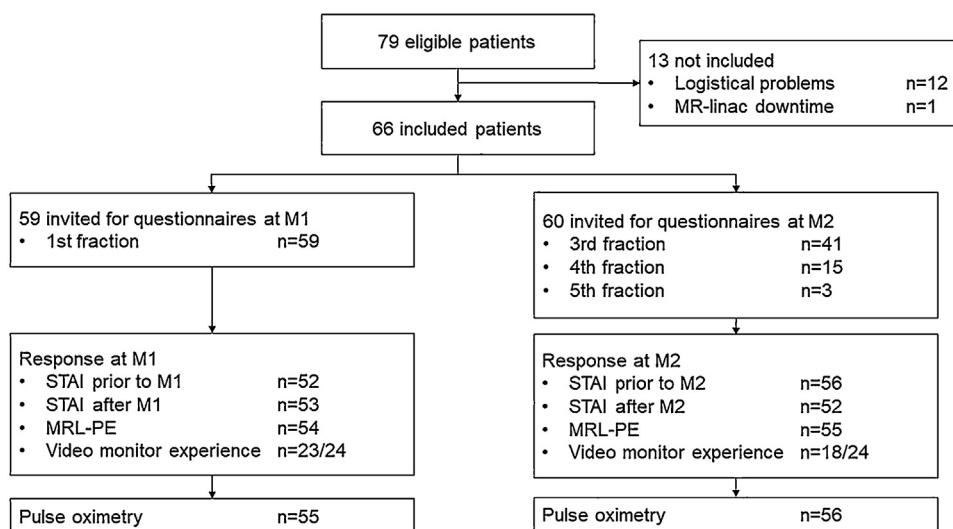 79 eligible patients
13 not included
• Logistical problems n=12
• MR-linac downtime n=1
66 included patients
59 invited for questionnaires at M1
• 1st fraction n=59
60 invited for questionnaires at M2
• 3rd fraction n=41
• 4th fraction n=15
• 5th fraction n=3
Response at M1
• STAI prior to M1 n=52
• STAI after M1 n=53
• MRL-PE n=54
• Video monitor experience n=23/24
Response at M2
• STAI prior to M2 n=56
• STAI after M2 n=52
• MRL-PE n=55
• Video monitor experience n=18/24
Pulse oximetry n=55
Pulse oximetry n=56